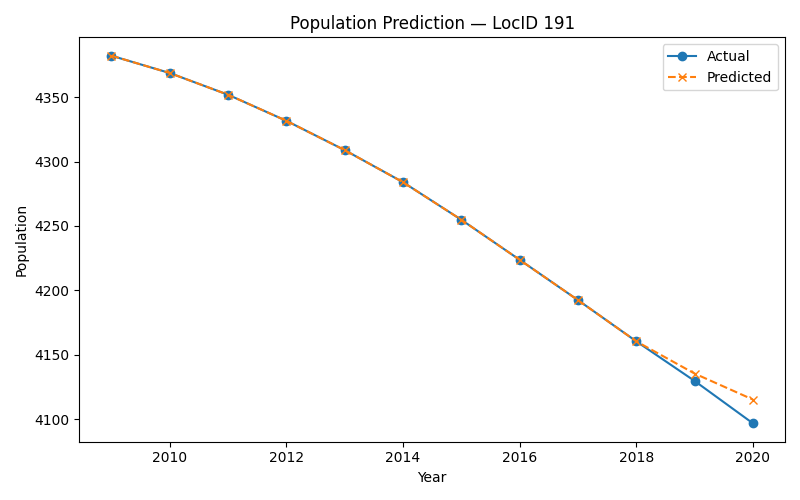 Population Prediction — LocID 191
Actual
Predicted
Population
4350
4300
4250
4200
4150
4100
2010 2012 2014 2016 2018 2020
Year